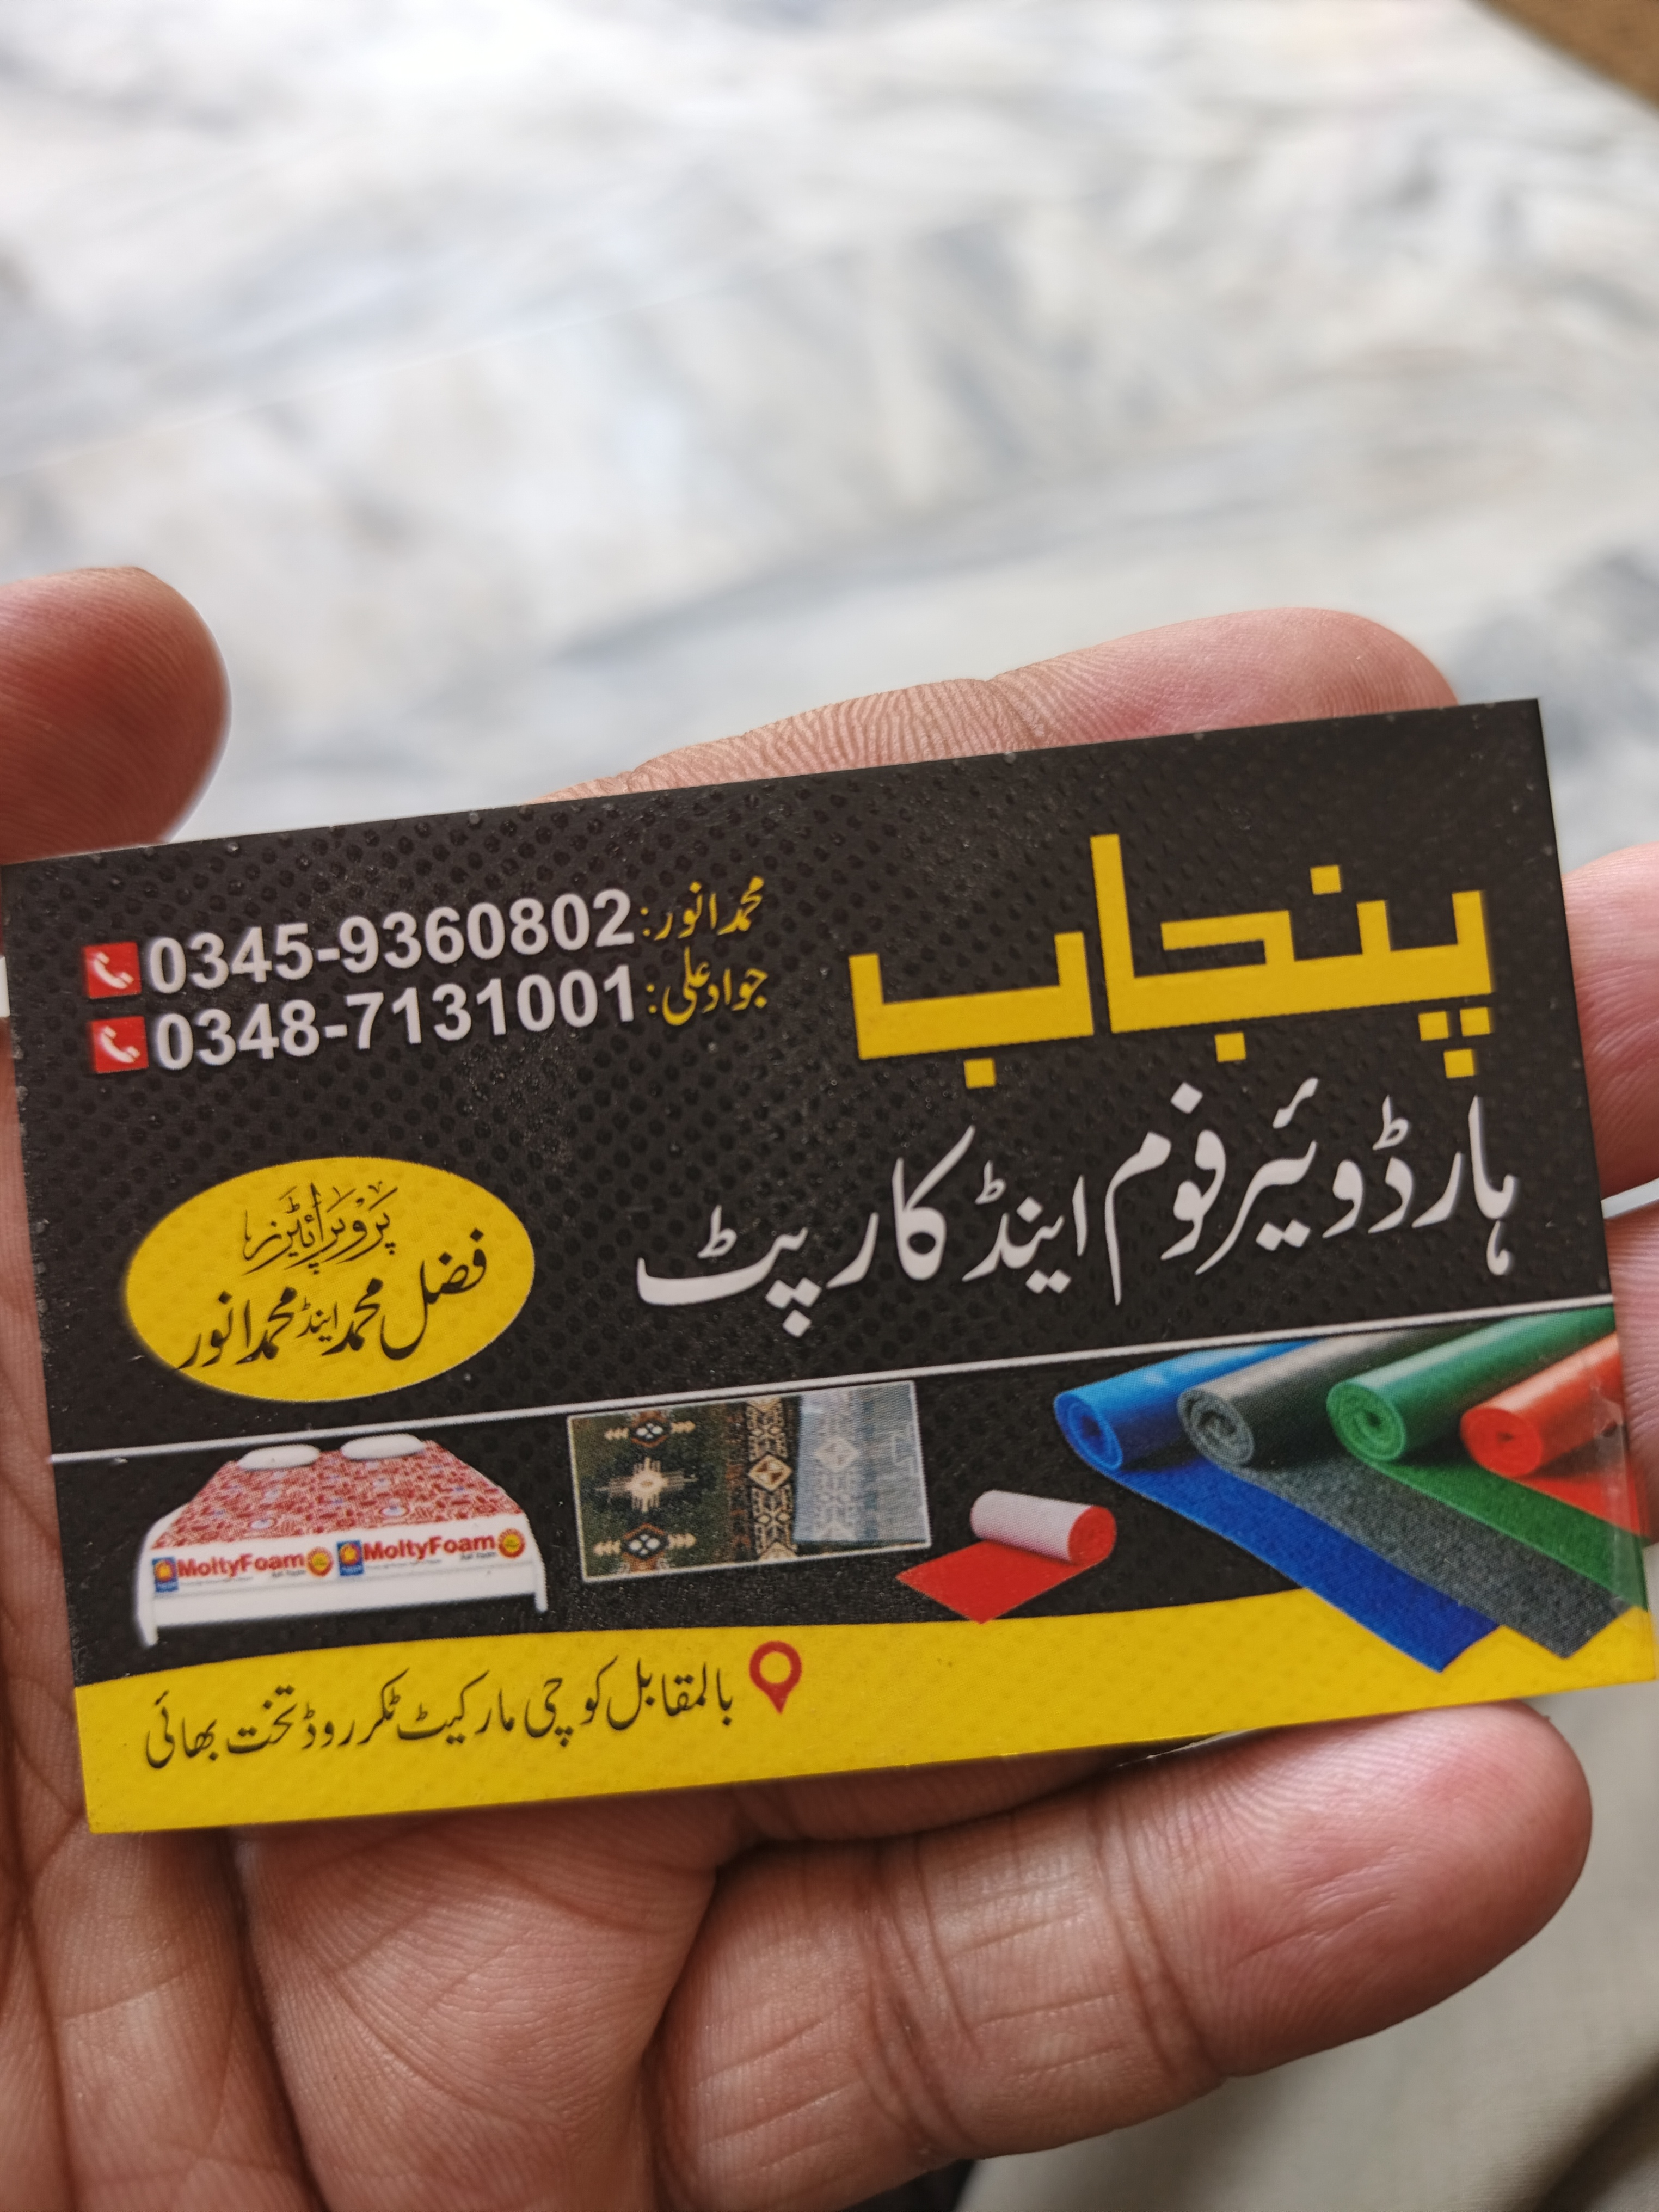 پنجاب
ہارڈویئر فوم اینڈ کارپٹ
محمد انور: 0345-9360802
جواد علی: 0348-7131001
پروپرائیٹرز
فضل محمد اینڈ محمد انور
MoltyFoam MoltyFoam
بالمقابل کوچی مارکیٹ ٹکر روڈ تخت بھائی